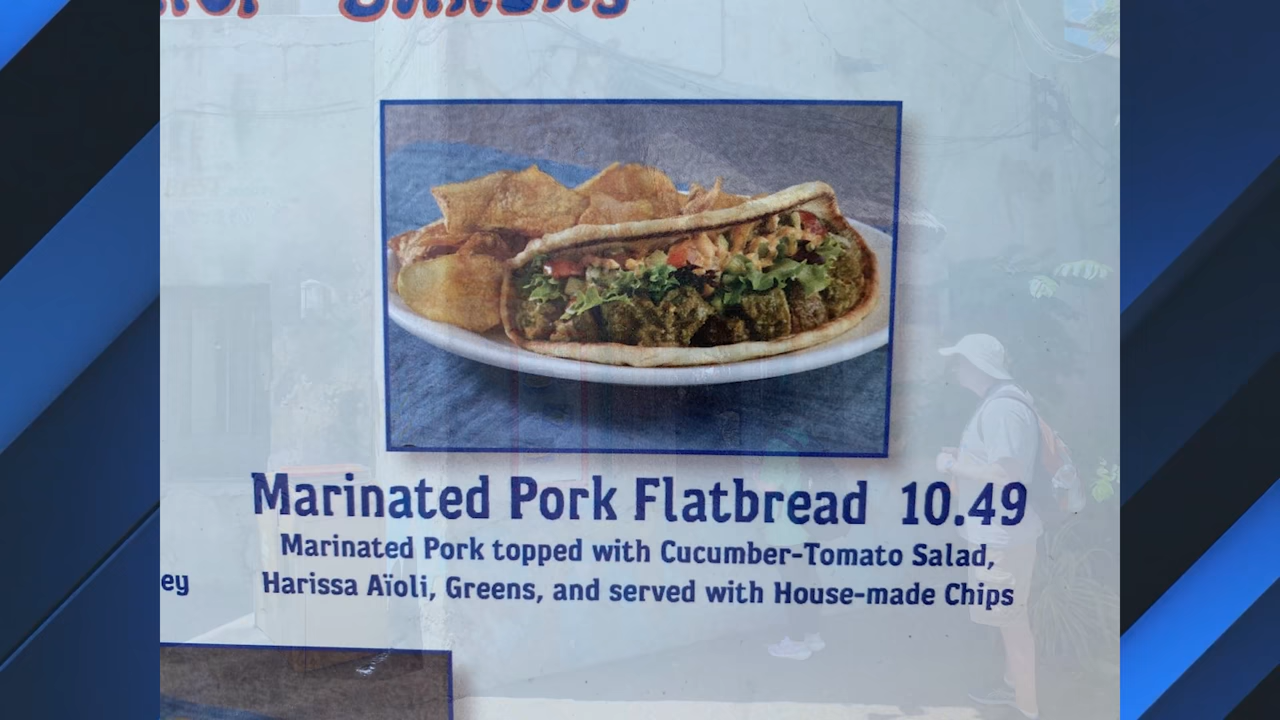 Marinated Pork Flatbread 10.49
Marinated Pork topped with Cucumber-Tomato Salad,
Harissa Aïoli, Greens, and served with House-made Chips
ey